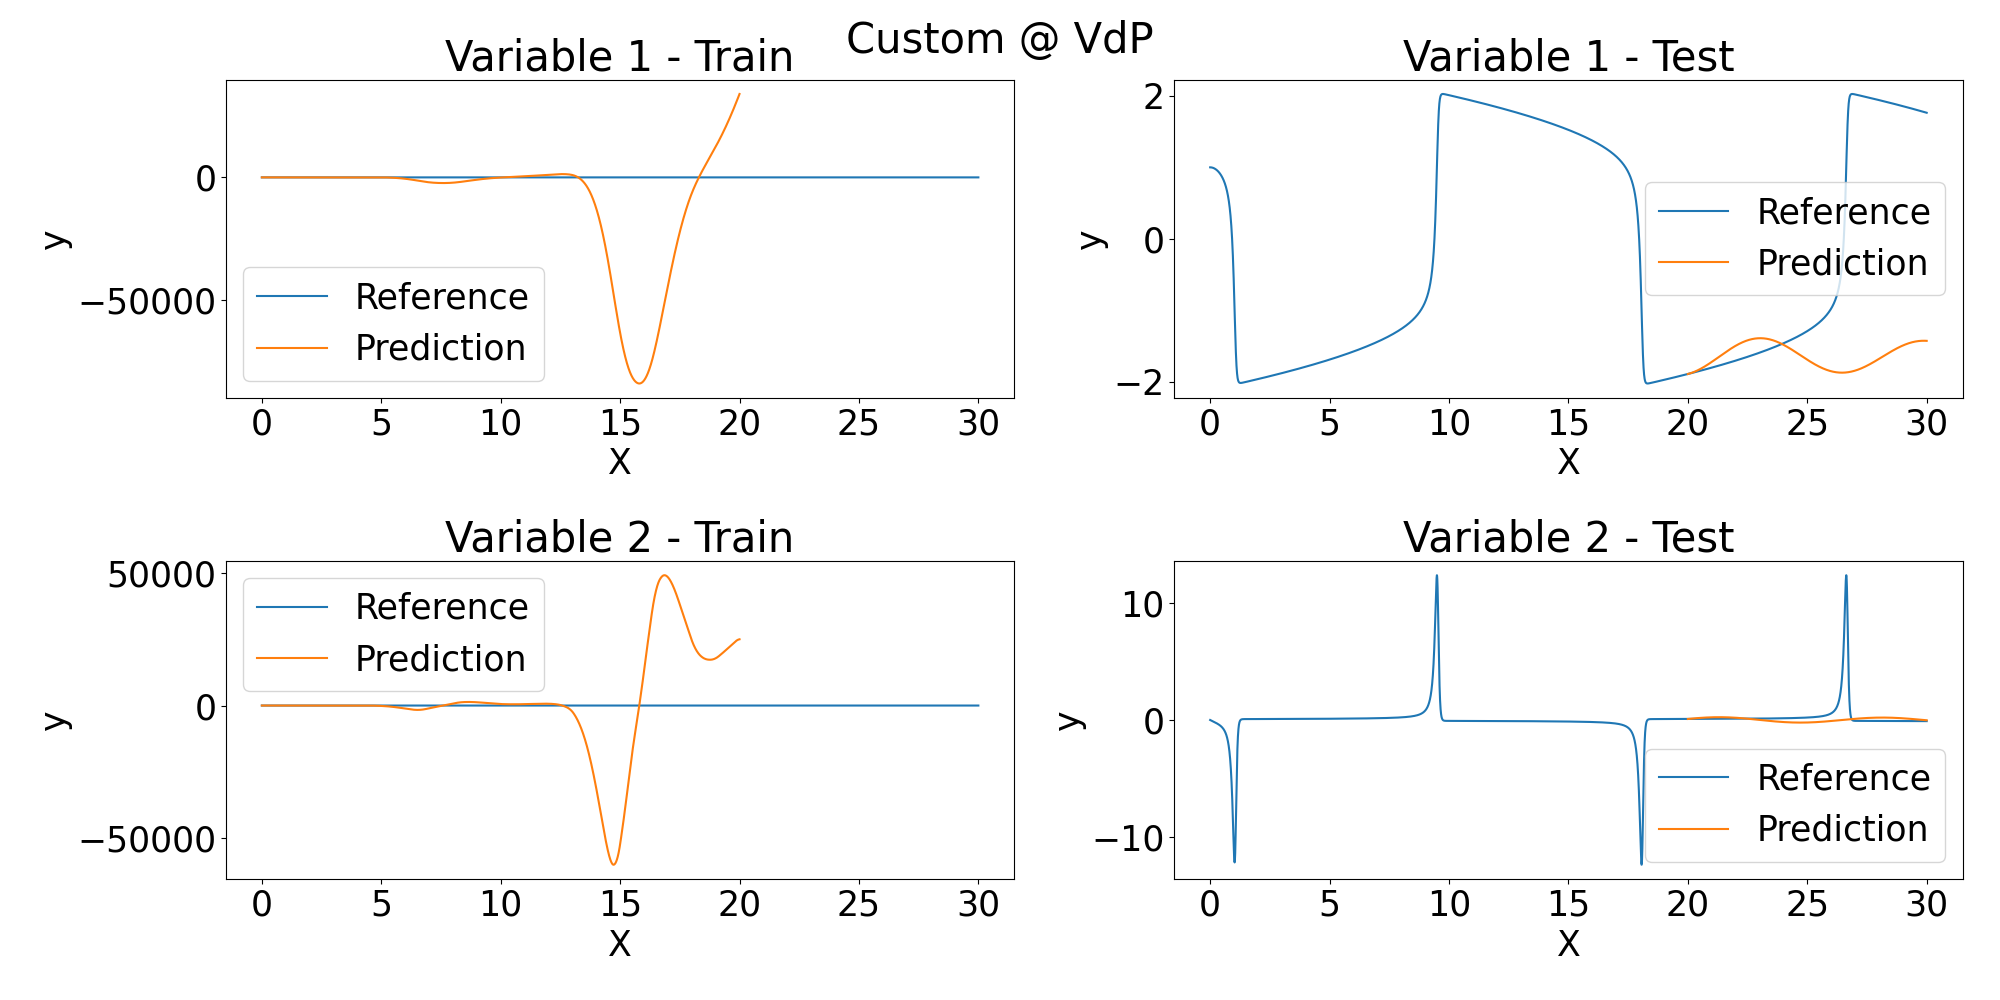 Custom @ VdP
Variable 1 - Train
0
−50000
y
Reference
Prediction
0 5 10 15 20 25 30
X
Variable 1 - Test
2
0
−2
y
Reference
Prediction
0 5 10 15 20 25 30
X
Variable 2 - Train
50000
0
−50000
y
Reference
Prediction
0 5 10 15 20 25 30
X
Variable 2 - Test
10
0
−10
y
Reference
Prediction
0 5 10 15 20 25 30
X